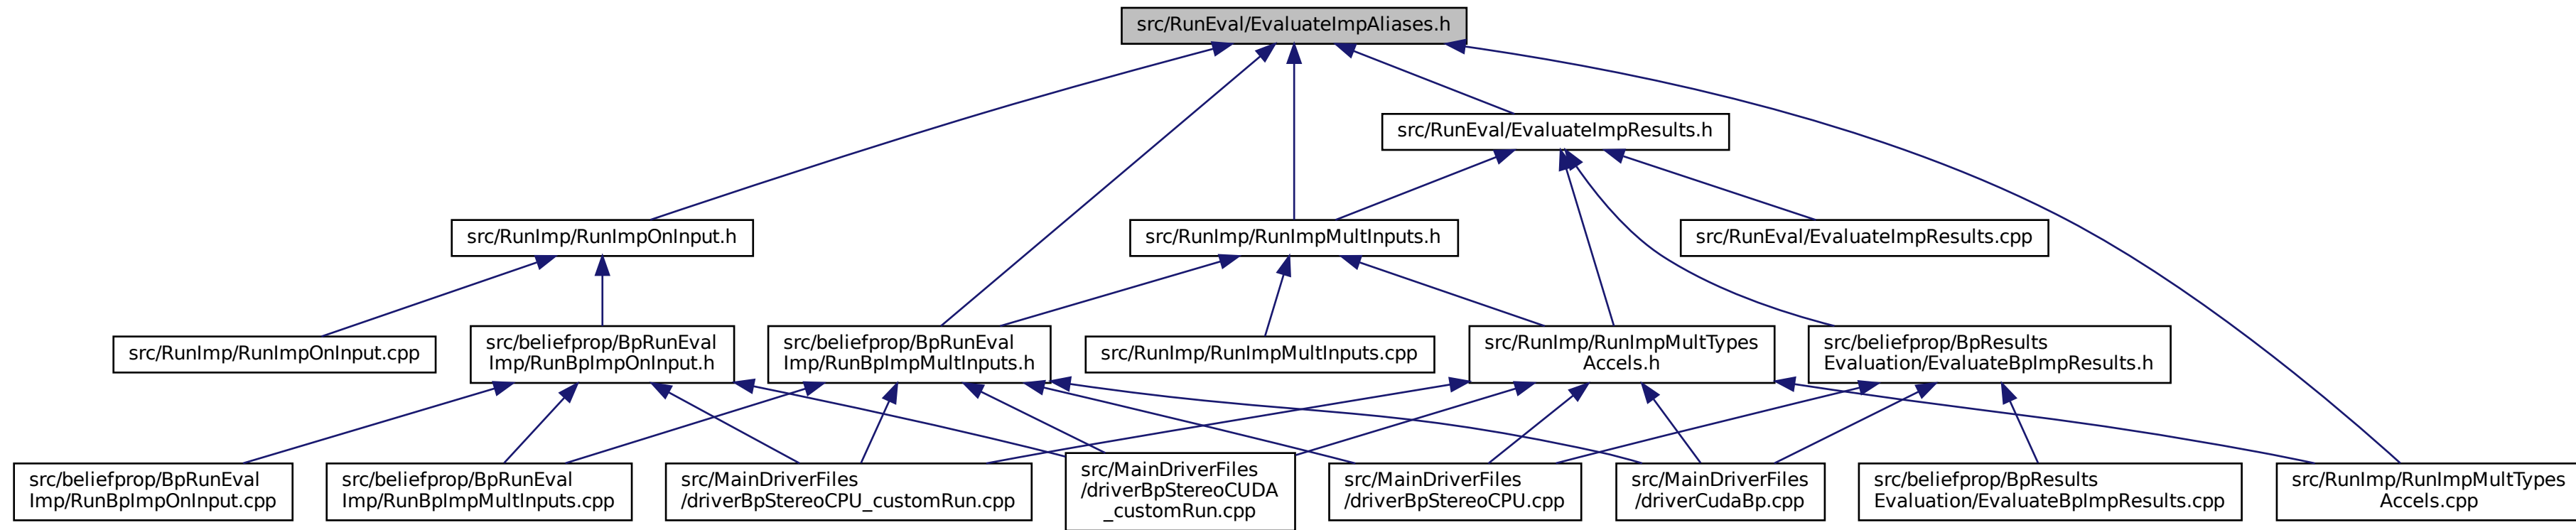 src/RunEval/EvaluateImpAliases.h
src/RunEval/EvaluateImpResults.h
src/RunImp/RunImpOnInput.h
src/RunImp/RunImpMultInputs.h
src/RunEval/EvaluateImpResults.cpp
src/RunImp/RunImpOnInput.cpp
src/beliefprop/BpRunEval
Imp/RunBpImpOnInput.h
src/beliefprop/BpRunEval
Imp/RunBpImpMultInputs.h
src/RunImp/RunImpMultInputs.cpp
src/RunImp/RunImpMultTypes
Accels.h
src/beliefprop/BpResults
Evaluation/EvaluateBpImpResults.h
src/beliefprop/BpRunEval
Imp/RunBpImpOnInput.cpp
src/beliefprop/BpRunEval
Imp/RunBpImpMultInputs.cpp
src/MainDriverFiles
/driverBpStereoCPU_customRun.cpp
src/MainDriverFiles
/driverBpStereoCUDA
_customRun.cpp
src/MainDriverFiles
/driverBpStereoCPU.cpp
src/MainDriverFiles
/driverCudaBp.cpp
src/beliefprop/BpResults
Evaluation/EvaluateBpImpResults.cpp
src/RunImp/RunImpMultTypes
Accels.cpp